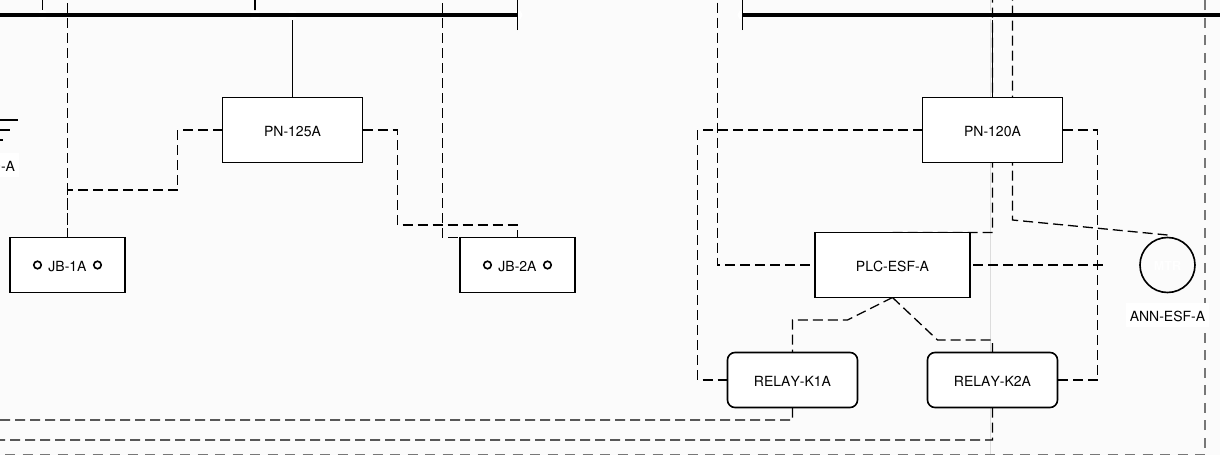 PN-125A
PN-120A
-A
JB-1A
JB-2A
PLC-ESF-A
ANN-ESF-A
RELAY-K1A
RELAY-K2A